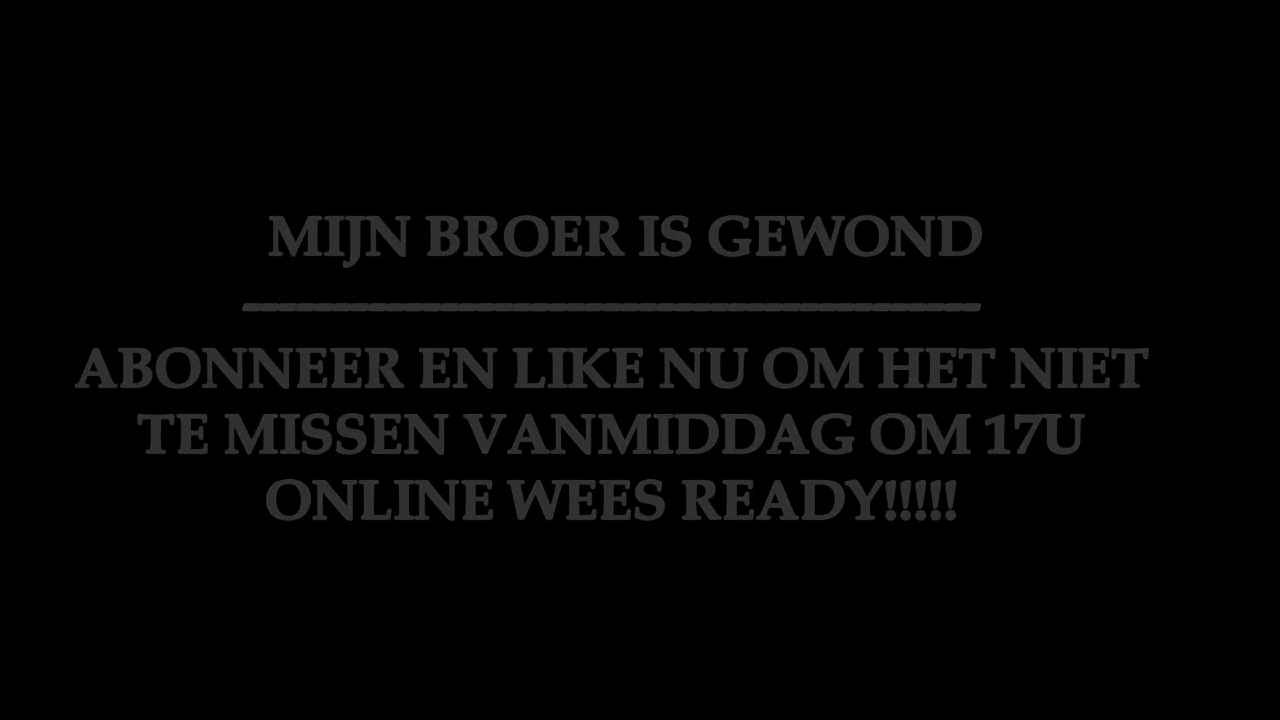 MIJN BROER IS GEWOND
-----------------------------------------
ABONNEER EN LIKE NU OM HET NIET
TE MISSEN VANMIDDAG OM 17U
ONLINE WEES READY!!!!!